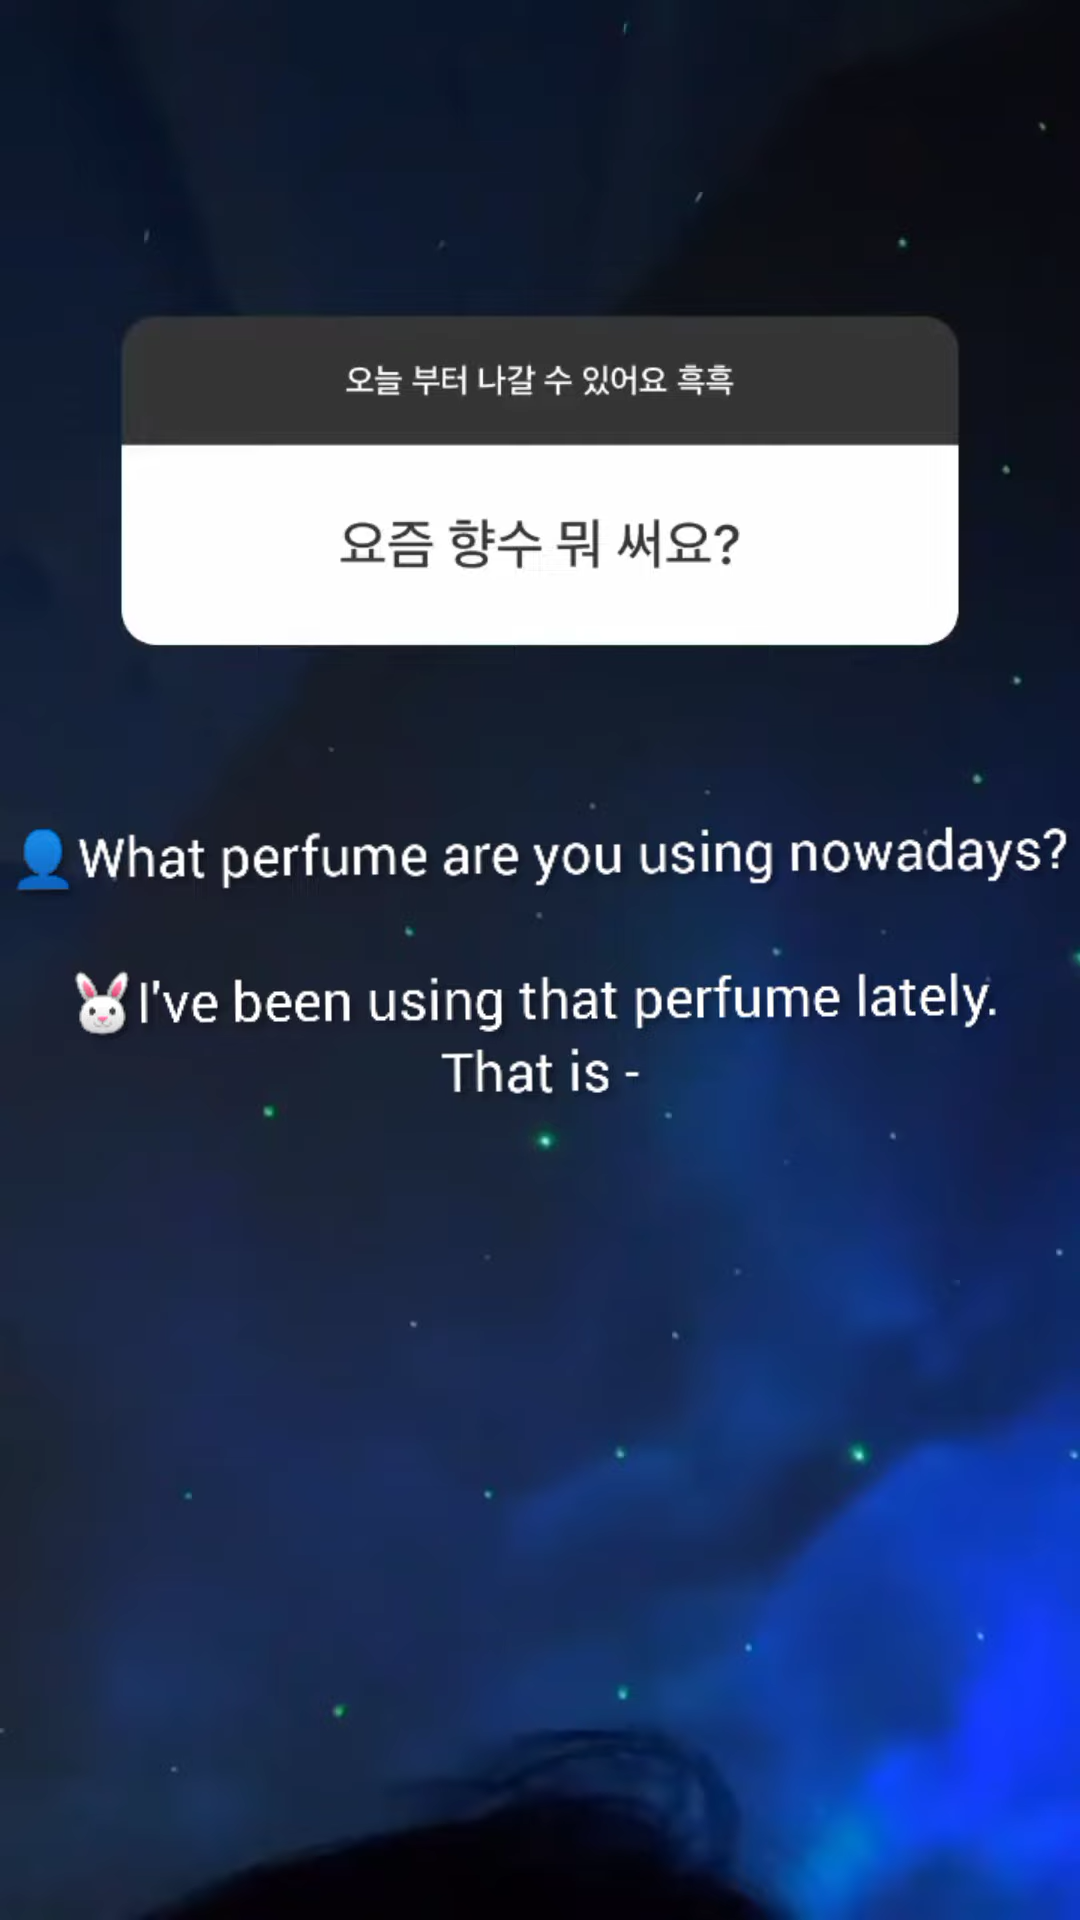 오늘 부터 나갈 수 있어요 흑흑
요즘 향수 뭐 써요?
👤What perfume are you using nowadays?
🐰I've been using that perfume lately.
That is -